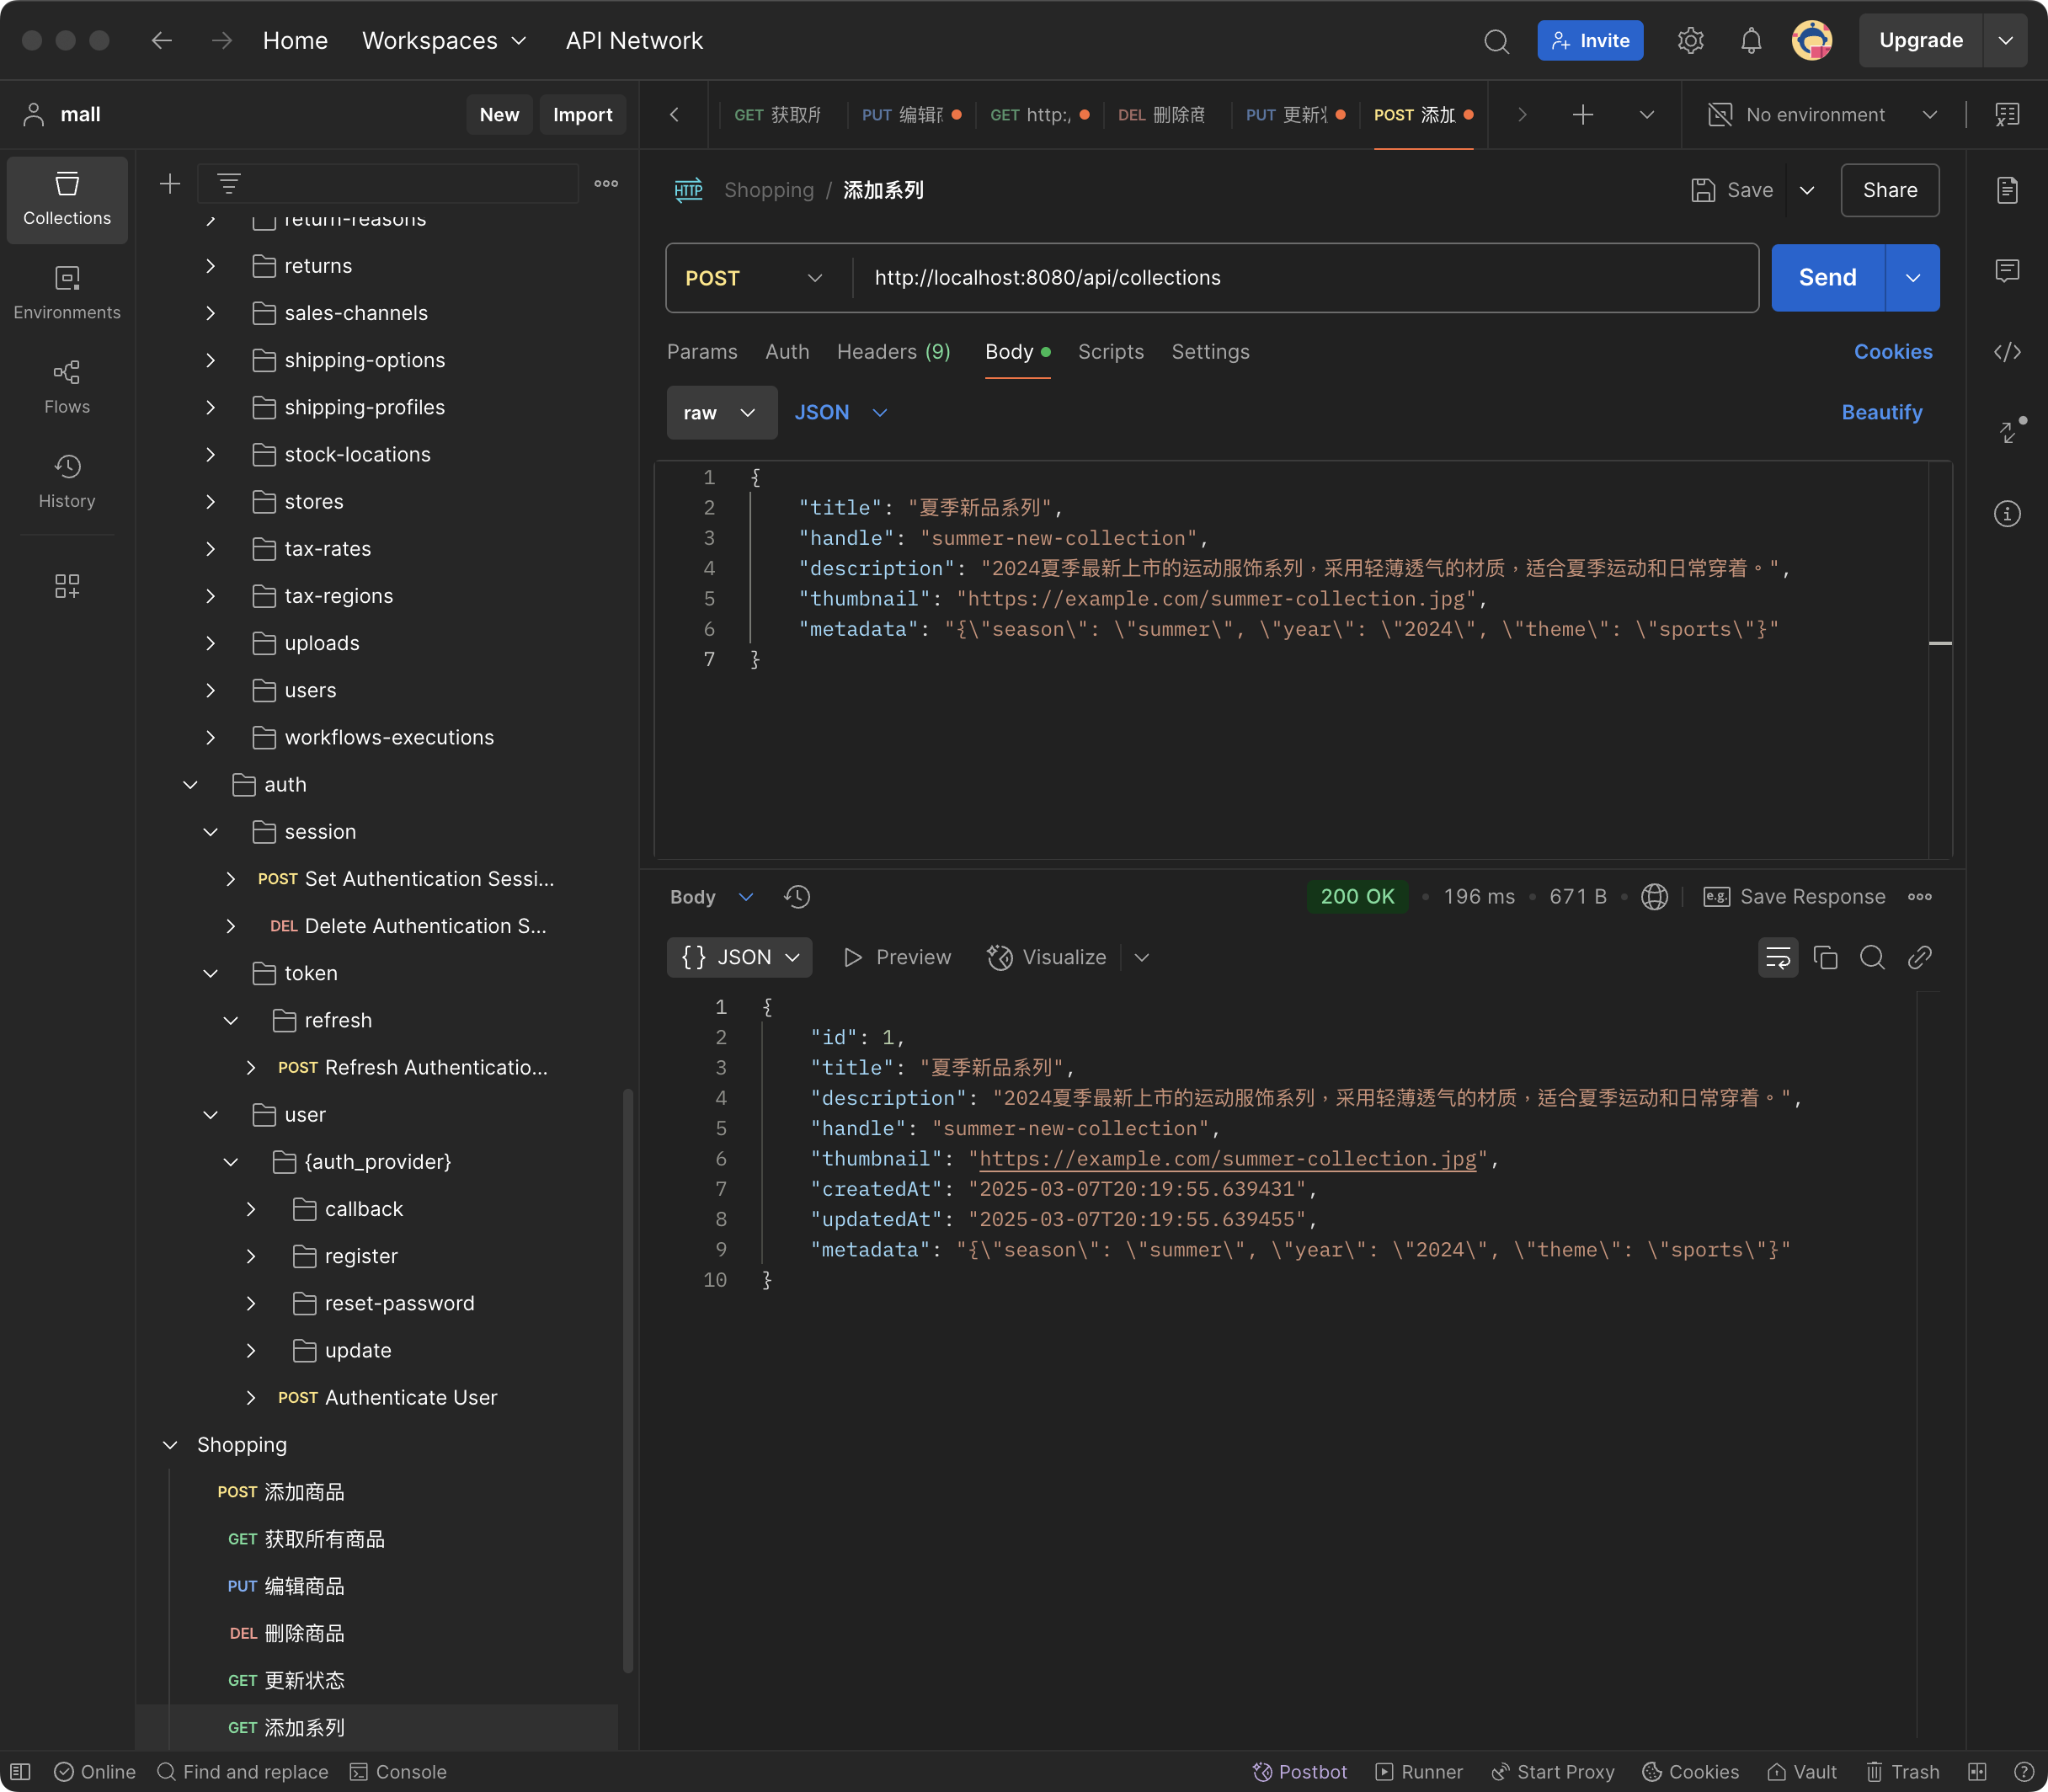 Home Workspaces API Network Invite Upgrade
mall New Import GET 获取所 PUT 编辑 GET http:/ DEL 删除商 PUT 更新 POST 添加 No environment
Collections
Environments
Flows
History
return-reasons
returns
sales-channels
shipping-options
shipping-profiles
stock-locations
stores
tax-rates
tax-regions
uploads
users
workflows-executions
auth
session
POST Set Authentication Sessi...
DEL Delete Authentication S...
token
refresh
POST Refresh Authenticatio...
user
{auth_provider}
callback
register
reset-password
update
POST Authenticate User
Shopping
POST 添加商品
GET 获取所有商品
PUT 编辑商品
DEL 删除商品
GET 更新状态
GET 添加系列
HTTP Shopping / 添加系列 Save Share
POST http://localhost:8080/api/collections Send
Params Auth Headers (9) Body Scripts Settings Cookies
raw JSON Beautify
1 {
2 "title": "夏季新品系列",
3 "handle": "summer-new-collection",
4 "description": "2024夏季最新上市的运动服饰系列，采用轻薄透气的材质，适合夏季运动和日常穿着。",
5 "thumbnail": "https://example.com/summer-collection.jpg",
6 "metadata": "{\"season\": \"summer\", \"year\": \"2024\", \"theme\": \"sports\"}"
7 }
Body 200 OK • 196 ms • 671 B • e.g. Save Response
{} JSON Preview Visualize
1 {
2 "id": 1,
3 "title": "夏季新品系列",
4 "description": "2024夏季最新上市的运动服饰系列，采用轻薄透气的材质，适合夏季运动和日常穿着。",
5 "handle": "summer-new-collection",
6 "thumbnail": "https://example.com/summer-collection.jpg",
7 "createdAt": "2025-03-07T20:19:55.639431",
8 "updatedAt": "2025-03-07T20:19:55.639455",
9 "metadata": "{\"season\": \"summer\", \"year\": \"2024\", \"theme\": \"sports\"}"
10 }
Online Find and replace Console Postbot Runner Start Proxy Cookies Vault Trash